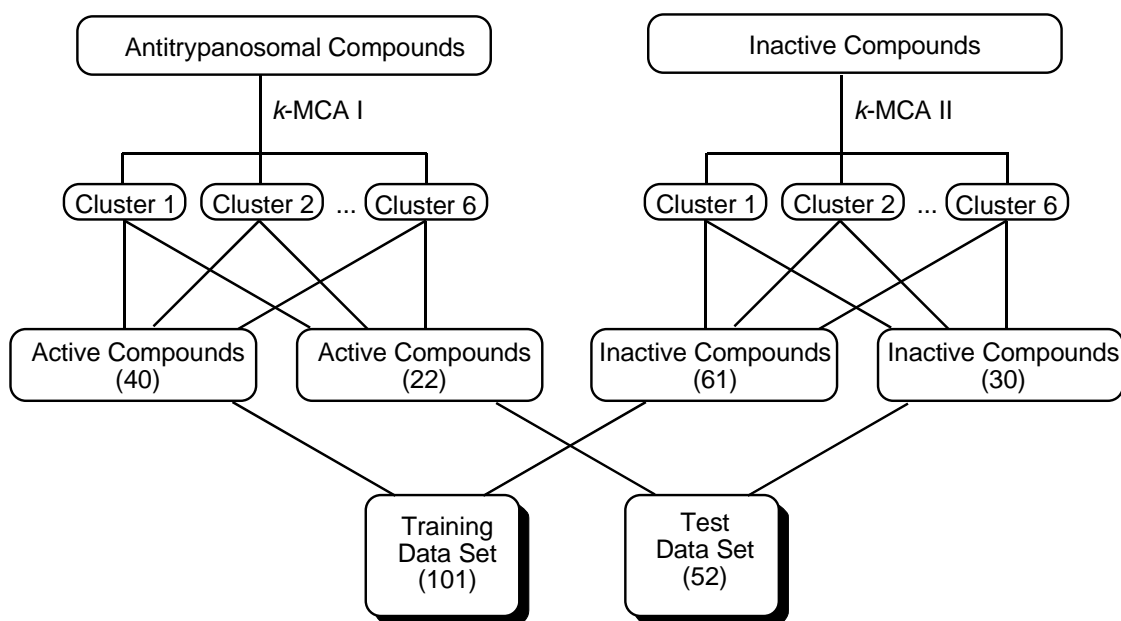 Antitrypanosomal Compounds
Inactive Compounds
k-MCA I
k-MCA II
Cluster 1
Cluster 2
...
Cluster 6
Cluster 1
Cluster 2
...
Cluster 6
Active Compounds
(40)
Active Compounds
(22)
Inactive Compounds
(61)
Inactive Compounds
(30)
Training
Data Set
(101)
Test
Data Set
(52)